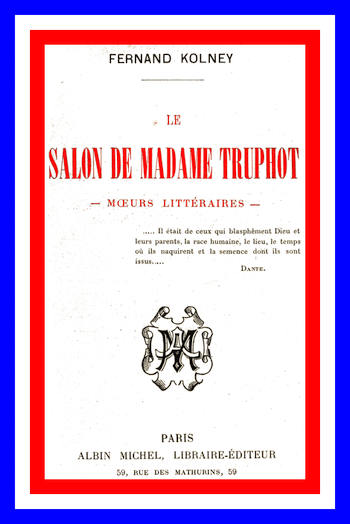 FERNAND KOLNEY
LE
SALON DE MADAME TRUPHOT
— MŒURS LITTÉRAIRES —
..... Il était de ceux qui blasphèment Dieu et
leurs parents, la race humaine, le lieu, le temps
où ils naquirent et la semence dont ils sont
issus.....
DANTE.
PARIS
ALBIN MICHEL, LIBRAIRE-ÉDITEUR
59, RUE DES MATHURINS, 59